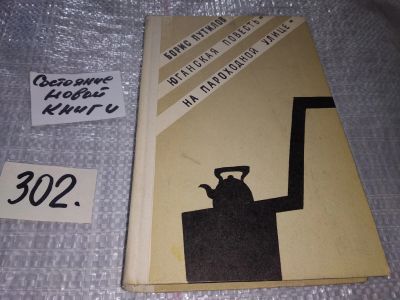 Состояние
новой
книги
302.
БОРИС ПУТИЛОВ
ЮГАНСКАЯ ПОВЕСТЬ
НА ПАРОХОДНОЙ УЛИЦЕ